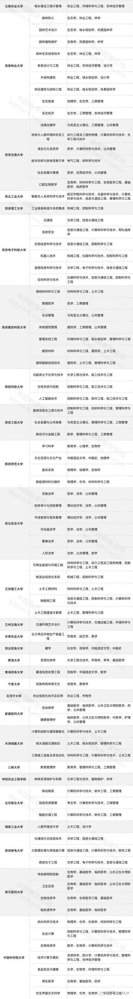 云南农业大学
城乡建设工程与管理
农业工程、环境科学与工程、农林经济管理
西南林业大学
森林防火
生态学、林业工程、林学
园林艺术设计
生态学、城乡规划学、风景园林学
园林植物保护
生物学、风景园林学、林学
森林生态信息技术
生态学、林业工程、林学
家具设计与工程
林业工程、农林经济管理、设计学
木结构建筑
林业工程、城乡规划学、设计学
林区建筑与结构工程
林业工程、城乡规划学、风景园林学
生态旅游
地理学、生态学、工商管理
生态经济
生态学、工商管理、农林经济管理
西安交通大学
法律治理学
马克思主义理论、工商管理、公共管理
地球与人居环境科学及工
程
动力工程及工程热物理、计算机科学与技术、化
学工程与技术
语言文化系统学
哲学、计算机科学与技术、公共管理
脉冲功率与放电等离子体
电气工程、核科学与技术
社会发展与管理
哲学、应用经济学、公共管理
口腔生物医学
生物学、材料科学与工程、生物医学工程、基础
医学、临床医学
西北工业大学
智能无人系统科学与技术
航空宇航科学与技术、兵器科学与技术、计算机
科学与技术、信息与通信工程、管理科学与工程
西安理工大学
工业装备制造与系统集成
机械工程、控制科学与工程
西安电子科技大学
光通信
光学工程、信息与通信工程
信息安全
信息与通信工程、计算机科学与技术、军队指挥
学
生物信息科学与技术
信息与通信工程、控制科学与工程
机器人技术
机械工程、仪器科学与技术、控制科学与工程
遥感信息科学与技术
光学工程、电子科学与技术、信息与通信工程
空间科学与技术
仪器科学与技术、信息与通信工程、控制科学与
工程
西安建筑科技大学
钢结构材料与工程
材料科学与工程、土木工程
管理哲学
哲学、工商管理
社会管理
马克思主义理论、公共管理
体育建筑管理
建筑学、工商管理、公共管理
管理系统工程
环境科学与工程、城乡规划学、管理科学与工程
建筑材料
材料科学与工程、建筑学、土木工程
建筑智能信息技术
建筑学、土木工程、管理科学与工程
陕西科技大学
功能高分子化学与技术
化学工程与技术、轻工技术与工程
光电系统与控制
控制科学与工程、轻工技术与工程
人工智能技术
控制科学与工程、软件工程、轻工技术与工程
西安工程大学
服装信息化工程与技术
控制科学与工程、纺织科学与工程、管理科学与
工程
社会发展与公共政策
马克思主义理论、管理科学与工程、工商管理
新经济与金融工程
数学、管理科学与工程、工商管理
陕西师范大学
学习科学
教育学、心理学、生物学
文化资源与文化产业
中国语言文学、中国史、地理学
复杂系统
物理学、地理学、生物学
新能源材料与器件
物理学、化学、材料科学与工程
西北政法大学
民族法学
哲学、法学、公共管理
财务审计与风险管理
理论经济学、法学、公共管理
市场营销与危机管理
理论经济学、法学、公共管理
司法鉴定学
哲学、法学、公共管理
警事法学
哲学、法学、公共管理
人权法学
法学、公共管理、哲学
兰州理工大学
可再生能源与环境工程
材料科学与工程、动力工程及工程热物理、控制
科学与工程、土木工程
制造业信息化系统
机械工程、控制科学与工程
土木工程材料
材料科学与工程、土木工程
物联网工程
信息与通信工程、控制科学与工程、计算机科学
与技术
土木工程建造与管理
土木工程、管理科学与工程
兰州交通大学
交通环境艺术设计
计算机科学与技术、交通运输工程、环境科学与
工程
甘肃农业大学
北方旱区作物生产装备工
程
作物学、园艺学、草学
西北民族大学
藏学
社会学、民族学、中国语言文学、中国史
青海大学
资源生物学
化学工程与技术、作物学、草学、基础医学
青海民族大学
藏语信息处理工程
民族学、中国语言文学、数学
宁夏大学
民族传统体育文化
民族学、教育学
石河子大学
农业信息化技术及应用
农业工程、作物学
新疆医科大学
包虫病学
基础医学、临床医学、公共卫生与预防医学、药
学、公共管理
健康管理学
临床医学、公共卫生与预防医学、中医学、护理
学、公共管理
天津城建大学
计算机控制与建筑智能化
计算机科学与技术、土木工程
城乡道路交通规划
土木工程、城乡规划学、管理科学与工程
工程施工装备及其自动化
材料科学与工程、计算机科学与技术、土木工程
三峡大学
教育管理学
教育学、管理科学与工程、工商管理
仲恺农业工程学院
种质资源保护与利用
化学工程与技术、植物保护、林学
北京联合大学
移动商务
计算机科学与技术、软件工程、工商管理
信息资源管理
考古学、计算机科学与技术、工商管理
智能交通工程
计算机科学与技术、软件工程、工商管理
湖南工业大学
人居环境设计学
土木工程、设计学
西安邮电大学
光通信与光信息技术
光学工程、信息与通信工程
大数据处理与高性能计算
信息与通信工程、计算机科学与技术、软件工程
微波光子工程
光学工程、电子科学与技术、信息与通信工程
南方医科大学
传染病预防控制
生物学、基础医学、临床医学、公共卫生与预防
医学
卫生应急
生物学、基础医学、临床医学、公共卫生与预防
医学
生物信息学
生物学、生物医学工程、基础医学
临床遗传学
生物学、基础医学、临床医学
中国科学院大学
纳米科学与技术
物理学、化学、生物学、材料科学与工程
社会计算
控制科学与工程、计算机科学与技术、管理科学
与工程
生物信息学
数学、生物学、计算机科学与技术
经济计算与模拟
系统科学、统计学、计算机科学与技术、管理科
学与工程、农林经济管理
食品安全与健康
化学、生物学、环境科学与工程
再生医学
生物学、基础医学、药学
仿生界面交叉科学
物理学、化学、生物学、材料科学与工程